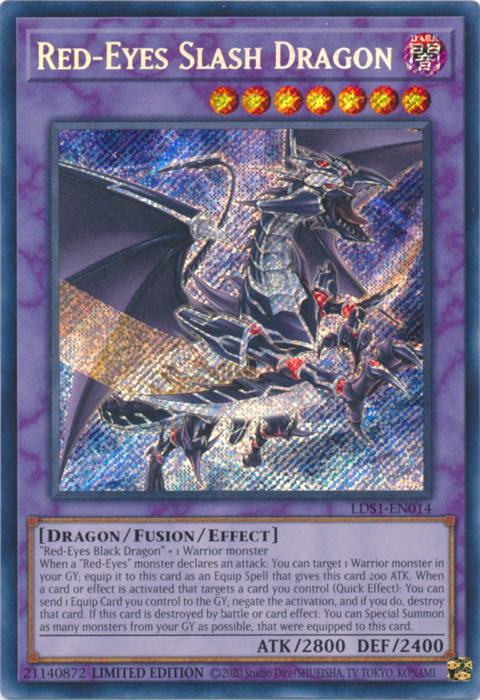 RED-EYES SLASH DRAGON
DARK
闇
LDS1-EN014
[DRAGON/FUSION/EFFECT]
"Red-Eyes Black Dragon" + 1 Warrior monster
When a "Red-Eyes" monster declares an attack: You can target 1 Warrior monster in
your GY; equip it to this card as an Equip Spell that gives this card 200 ATK. When
a card or effect is activated that targets a card you control (Quick Effect): You can
send 1 Equip Card you control to the GY; negate the activation, and if you do, destroy
that card. If this card is destroyed by battle or card effect: You can Special Summon
as many monsters from your GY as possible, that were equipped to this card.
ATK/2800 DEF/2400
21140872 LIMITED EDITION ©2020 Studio Dice/SHUEISHA, TV TOKYO, KONAMI